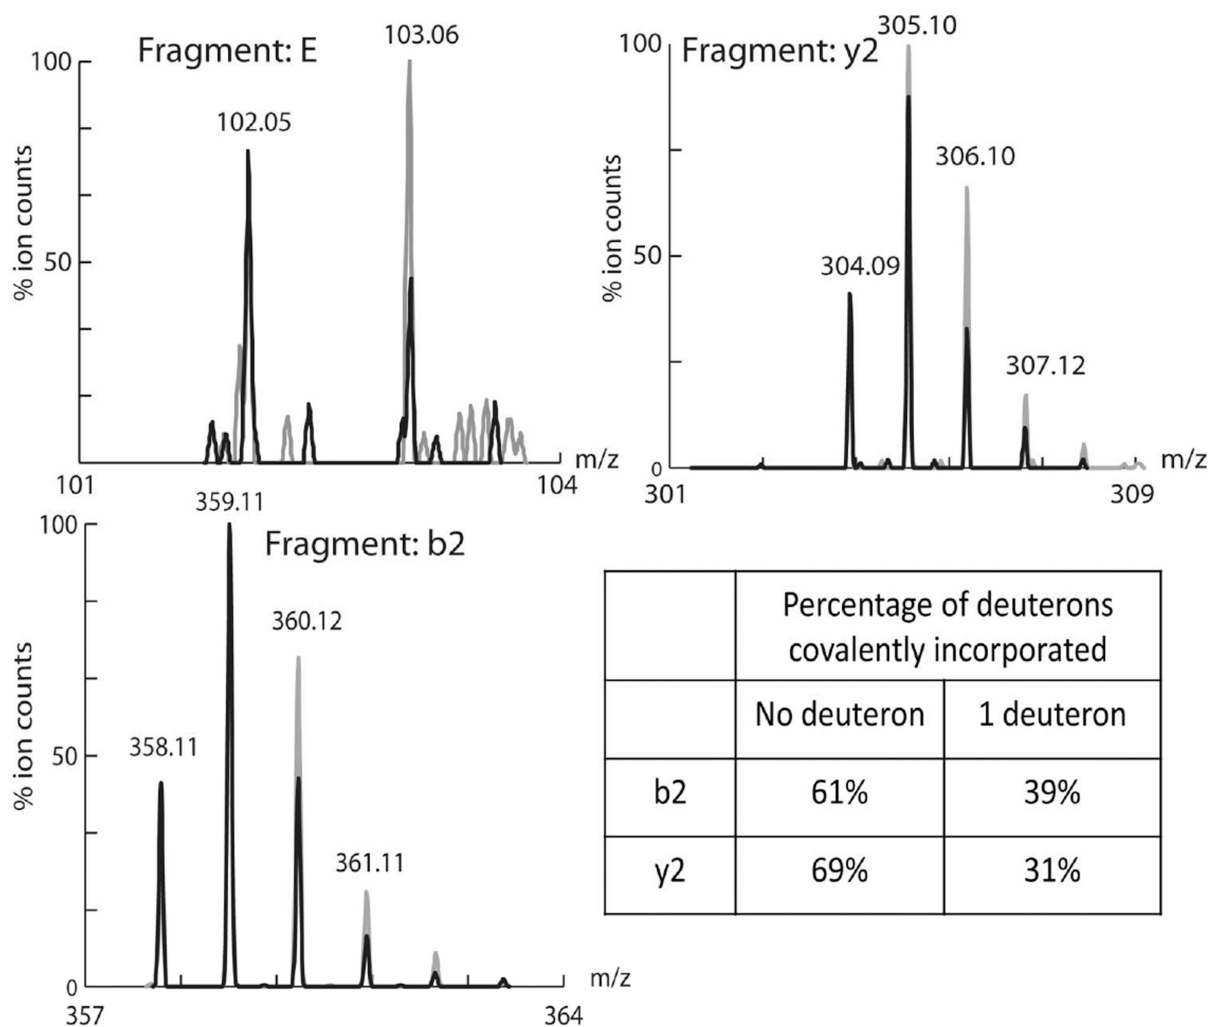 Fragment: E
103.06
100
102.05
50
% ion counts
101
104
m/z
Fragment: y2
305.10
100
306.10
304.09
50
307.12
% ion counts
0
301
309
m/z
Fragment: b2
359.11
100
360.12
358.11
50
361.11
% ion counts
0
357
364
m/z
Percentage of deuterons
covalently incorporated
No deuteron 1 deuteron
b2 61% 39%
y2 69% 31%